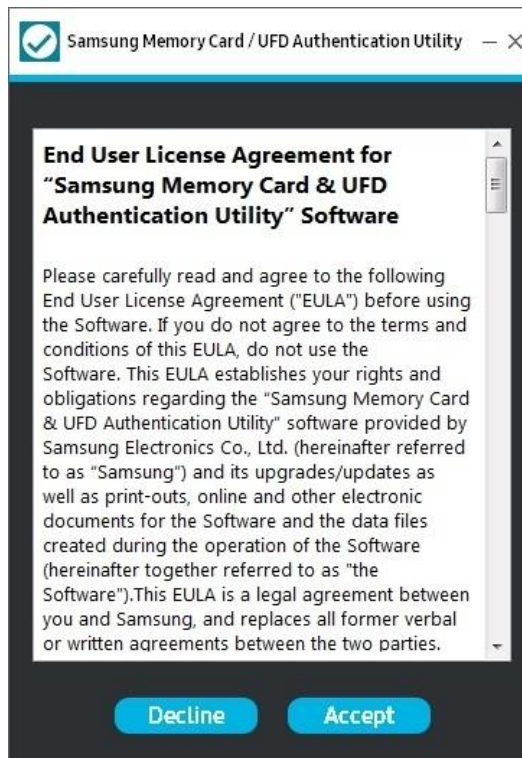 Samsung Memory Card / UFD Authentication Utility
End User License Agreement for
“Samsung Memory Card & UFD
Authentication Utility” Software
Please carefully read and agree to the following
End User License Agreement ("EULA") before using
the Software. If you do not agree to the terms and
conditions of this EULA, do not use the
Software. This EULA establishes your rights and
obligations regarding the “Samsung Memory Card
& UFD Authentication Utility” software provided by
Samsung Electronics Co., Ltd. (hereinafter referred
to as “Samsung”) and its upgrades/updates as
well as print-outs, online and other electronic
documents for the Software and the data files
created during the operation of the Software
(hereinafter together referred to as "the
Software").This EULA is a legal agreement between
you and Samsung, and replaces all former verbal
or written agreements between the two parties.
Decline Accept